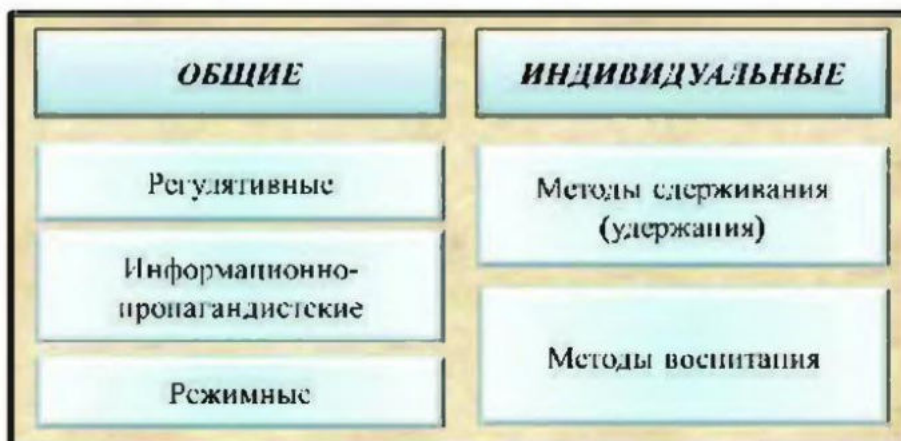 ОБЩИЕ
Регулятивные
Информационно-
пропагандистские
Режимные
ИНДИВИДУАЛЬНЫЕ
Методы сдерживания
(удержания)
Методы воспитания